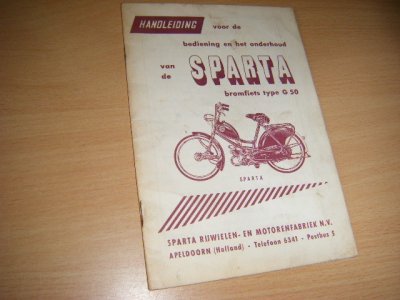 HANDLEIDING voor de
bediening en het onderhoud
van de SPARTA
bromfiets type G 50
SPARTA
SPARTA RIJWIELEN- EN MOTORENFABRIEK N.V.
APELDOORN (Holland) - Telefoon 6341 - Postbus 5